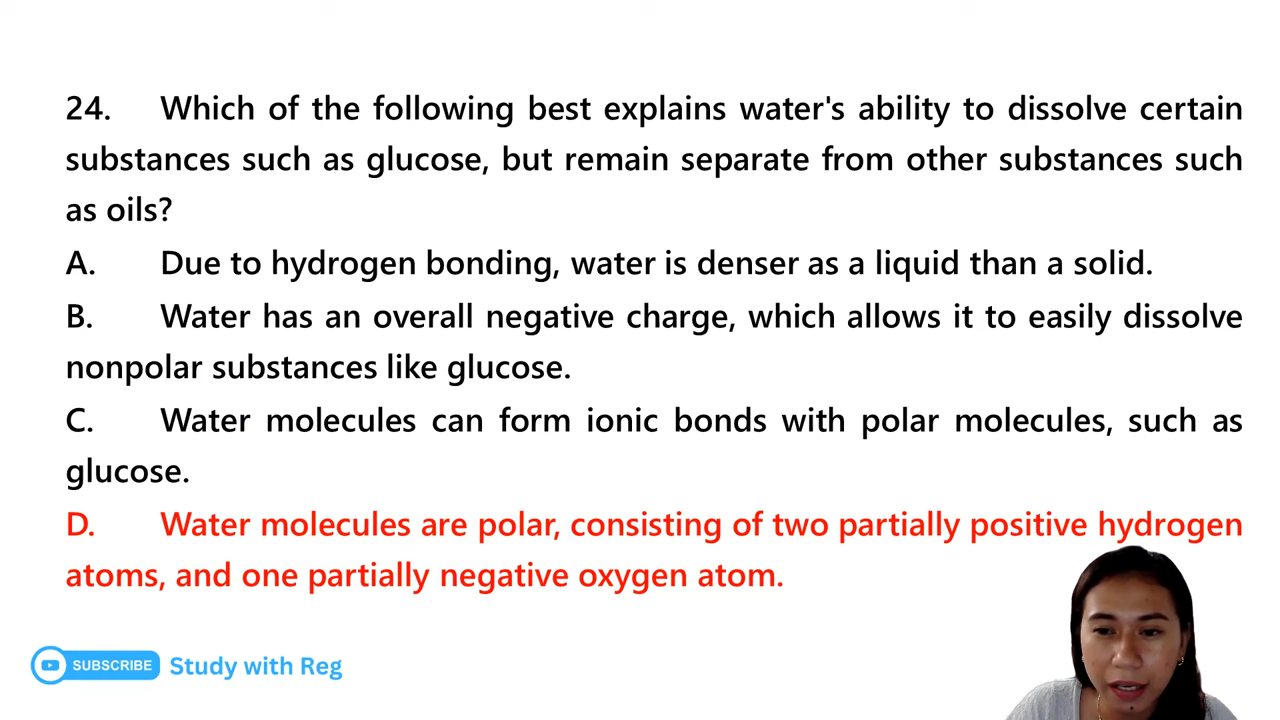 24. Which of the following best explains water's ability to dissolve certain
substances such as glucose, but remain separate from other substances such
as oils?
A. Due to hydrogen bonding, water is denser as a liquid than a solid.
B. Water has an overall negative charge, which allows it to easily dissolve
nonpolar substances like glucose.
C. Water molecules can form ionic bonds with polar molecules, such as
glucose.
D. Water molecules are polar, consisting of two partially positive hydrogen
atoms, and one partially negative oxygen atom.
SUBSCRIBE Study with Reg